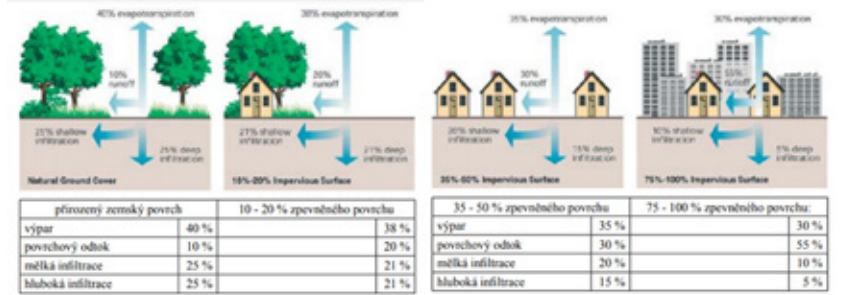 40% evapotranspiration
10% runoff
25% shallow infiltration
25% deep infiltration
Natural Ground Cover
38% evapotranspiration
20% runoff
21% shallow infiltration
21% deep infiltration
10%-20% Impervious Surface
35% evapotranspiration
30% runoff
20% shallow infiltration
15% deep infiltration
35%-50% Impervious Surface
30% evapotranspiration
55% runoff
10% shallow infiltration
5% deep infiltration
75%-100% Impervious Surface
přirozený zemský povrch 10 - 20 % zpevněného povrchu
výpar 40 % 38 %
povrchový odtok 10 % 20 %
mělká infiltrace 25 % 21 %
hluboká infiltrace 25 % 21 %
35 - 50 % zpevněného povrchu 75 - 100 % zpevněného povrchu:
výpar 35 % 30 %
povrchový odtok 30 % 55 %
mělká infiltrace 20 % 10 %
hluboká infiltrace 15 % 5 %